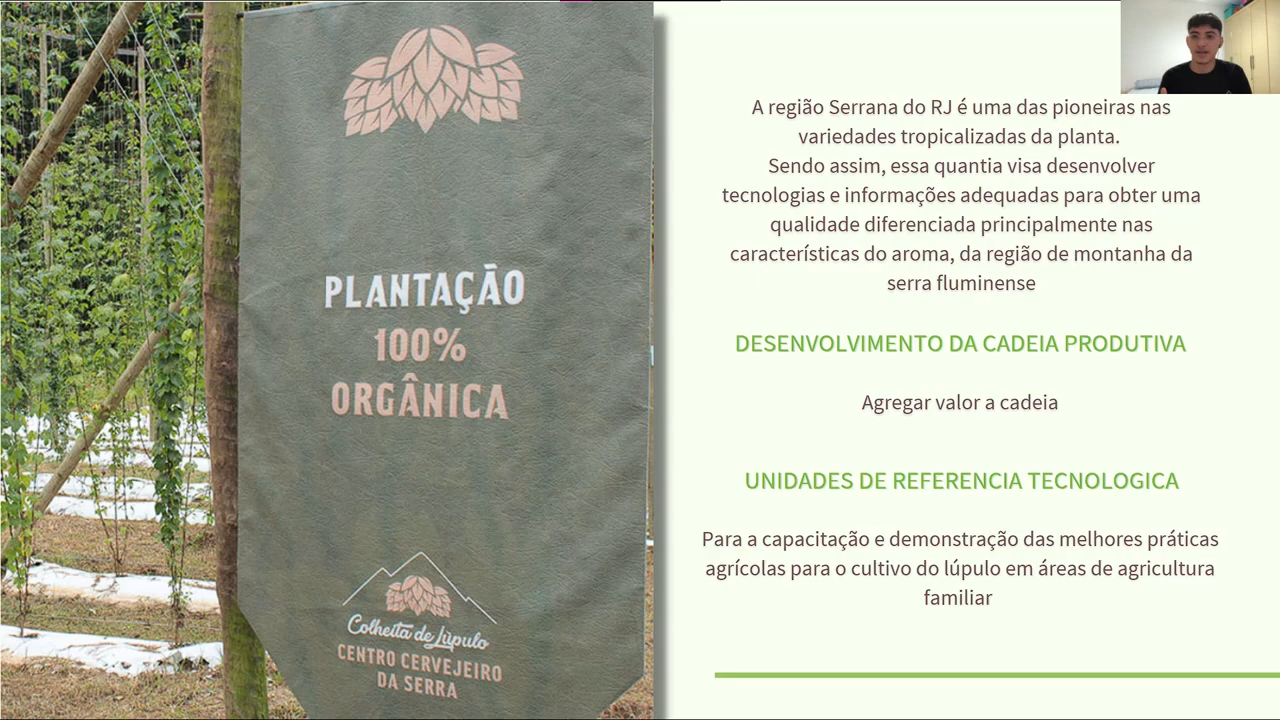 PLANTAÇÃO
100%
ORGÂNICA
Colheita de Lúpulo
CENTRO CERVEJEIRO
DA SERRA
A região Serrana do RJ é uma das pioneiras nas
variedades tropicalizadas da planta.
Sendo assim, essa quantia visa desenvolver
tecnologias e informações adequadas para obter uma
qualidade diferenciada principalmente nas
características do aroma, da região de montanha da
serra fluminense
DESENVOLVIMENTO DA CADEIA PRODUTIVA
Agregar valor a cadeia
UNIDADES DE REFERENCIA TECNOLOGICA
Para a capacitação e demonstração das melhores práticas
agrícolas para o cultivo do lúpulo em áreas de agricultura
familiar